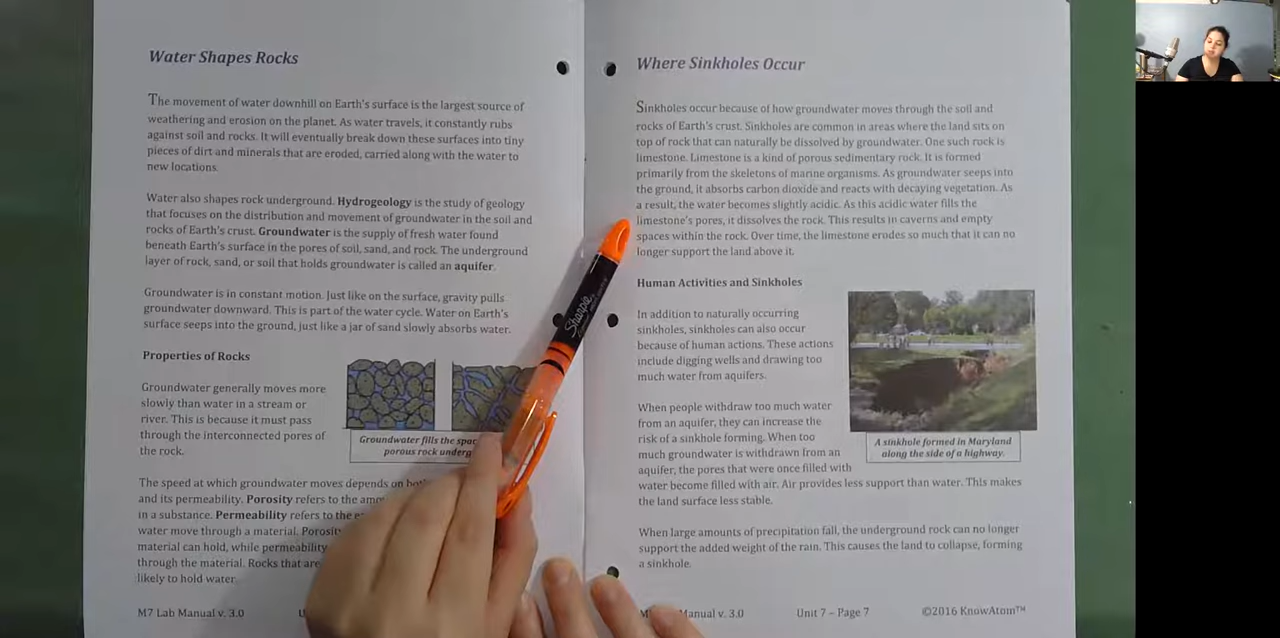 Water Shapes Rocks
The movement of water downhill on Earth's surface is the largest source of
weathering and erosion on the planet. As water travels, it constantly rubs
against soil and rocks. It will eventually break down these surfaces into tiny
pieces of dirt and minerals that are eroded, carried along with the water to
new locations.
Water also shapes rock underground. Hydrogeology is the study of geology
that focuses on the distribution and movement of groundwater in the soil and
rocks of Earth's crust. Groundwater is the supply of fresh water found
beneath Earth's surface in the pores of soil, sand, and rock. The underground
layer of rock, sand, or soil that holds groundwater is called an aquifer.
Groundwater is in constant motion. Just like on the surface, gravity pulls
groundwater downward. This is part of the water cycle. Water on Earth's
surface seeps into the ground, just like a jar of sand slowly absorbs water.
Properties of Rocks
Groundwater generally moves more
slowly than water in a stream or
river. This is because it must pass
through the interconnected pores of
the rock.
Groundwater fills the
porous rock
The speed at which groundwater moves depends on
and its permeability. Porosity refers to the
in a substance. Permeability refers to the
water move through a material.
material can hold, while permeability
through the material. Rocks that are
likely to hold water.
M7 Lab Manual v. 3.0
Where Sinkholes Occur
Sinkholes occur because of how groundwater moves through the soil and
rocks of Earth's crust. Sinkholes are common in areas where the land sits on
top of rock that can naturally be dissolved by groundwater. One such rock is
limestone. Limestone is a kind of porous sedimentary rock. It is formed
primarily from the skeletons of marine organisms. As groundwater seeps into
the ground, it absorbs carbon dioxide and reacts with decaying vegetation. As
a result, the water becomes slightly acidic. As this acidic water fills the
limestone's pores, it dissolves the rock. This results in caverns and empty
spaces within the rock. Over time, the limestone erodes so much that it can no
longer support the land above it.
Human Activities and Sinkholes
In addition to naturally occurring
sinkholes, sinkholes can also occur
because of human actions. These actions
include digging wells and drawing too
much water from aquifers.
When people withdraw too much water
from an aquifer, they can increase the
risk of a sinkhole forming. When too
much groundwater is withdrawn from an
aquifer, the pores that were once filled with
water become filled with air. Air provides less support than water. This makes
the land surface less stable.
A sinkhole formed in Maryland
along the side of a highway.
When large amounts of precipitation fall, the underground rock can no longer
support the added weight of the rain. This causes the land to collapse, forming
a sinkhole.
Manual v. 3.0
Unit 7 – Page 7
©2016 KnowAtom™
Sharpie